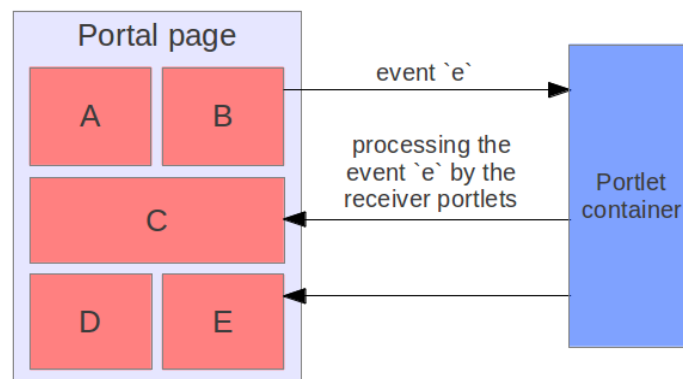 Portal page
A
B
event `e`
processing the
event `e` by the
receiver portlets
C
Portlet
container
D
E